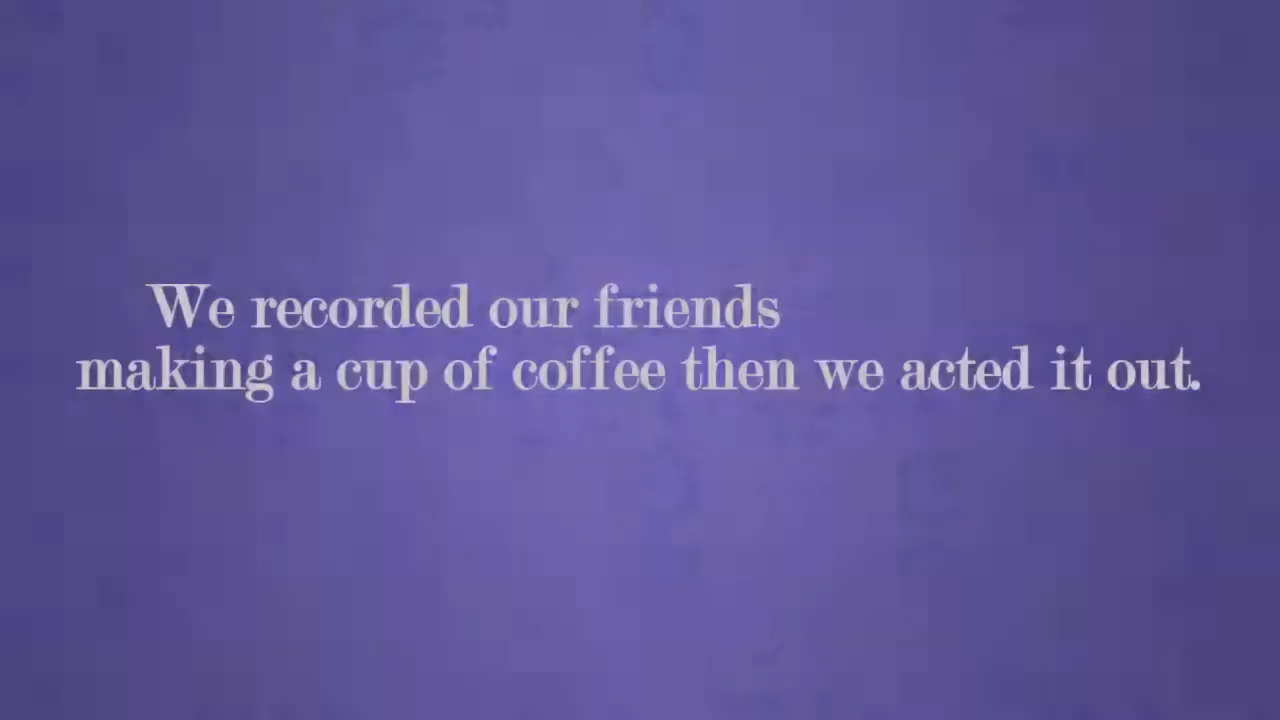 We recorded our friends
making a cup of coffee then we acted it out.